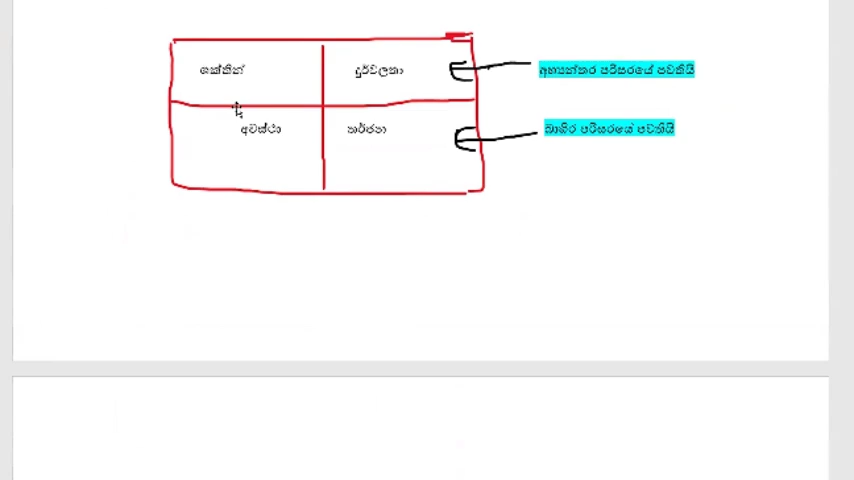 ශක්තීන් දුර්වලතා අභ්‍යන්තර පරිසරයේ පවතියි
අවස්ථා තර්ජන බාහිර පරිසරයේ පවතියි